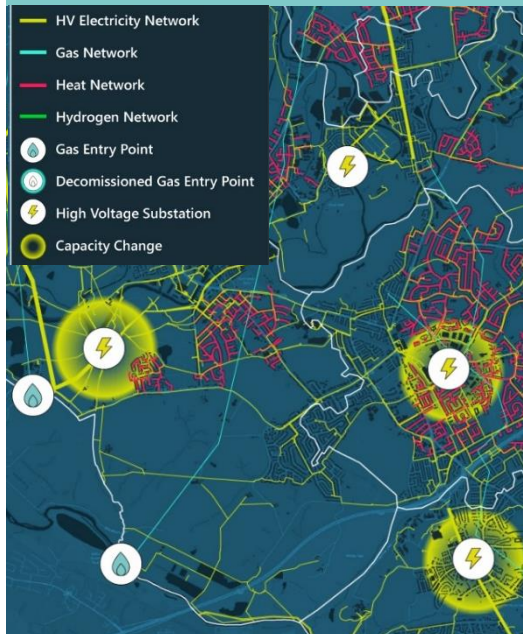 HV Electricity Network
Gas Network
Heat Network
Hydrogen Network
Gas Entry Point
Decomissioned Gas Entry Point
High Voltage Substation
Capacity Change